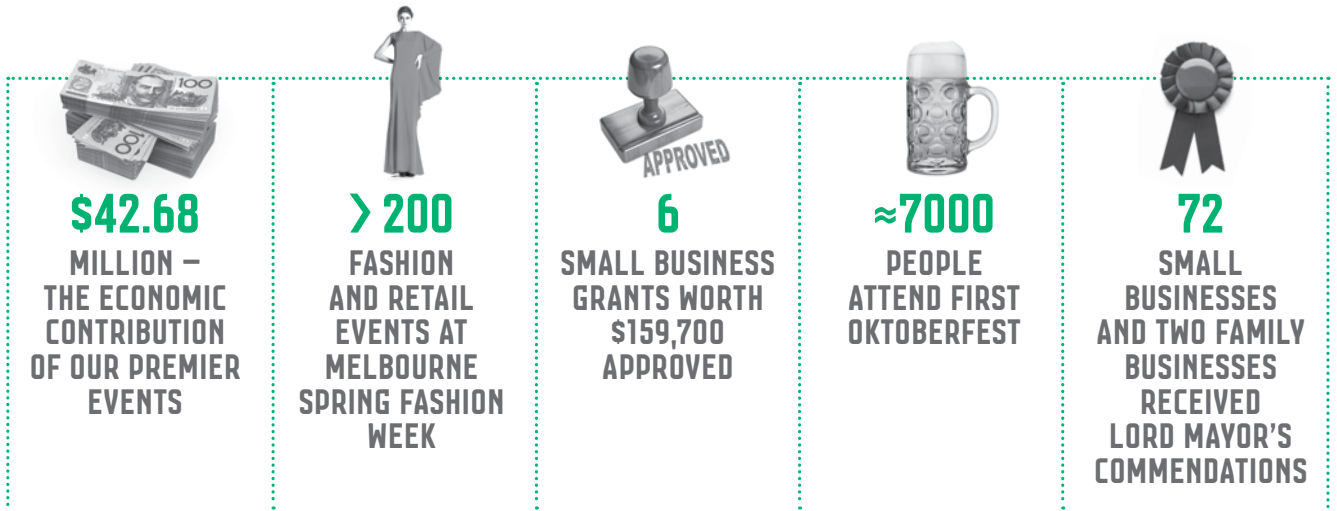 100
100
APPROVED
$42.68
MILLION –
THE ECONOMIC
CONTRIBUTION
OF OUR PREMIER
EVENTS
> 200
FASHION
AND RETAIL
EVENTS AT
MELBOURNE
SPRING FASHION
WEEK
6
SMALL BUSINESS
GRANTS WORTH
$159,700
APPROVED
≈7000
PEOPLE
ATTEND FIRST
OKTOBERFEST
72
SMALL
BUSINESSES
AND TWO FAMILY
BUSINESSES
RECEIVED
LORD MAYOR'S
COMMENDATIONS